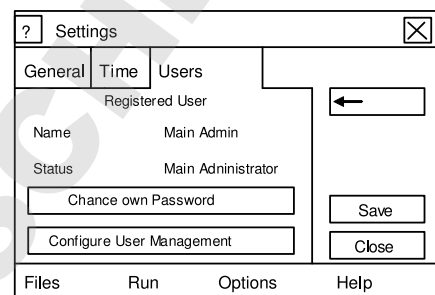 ? Settings
General Time Users
Registered User
Name Main Admin
Status Main Adninistrator
Chance own Password
Configure User Management
Save
Close
Files Run Options Help